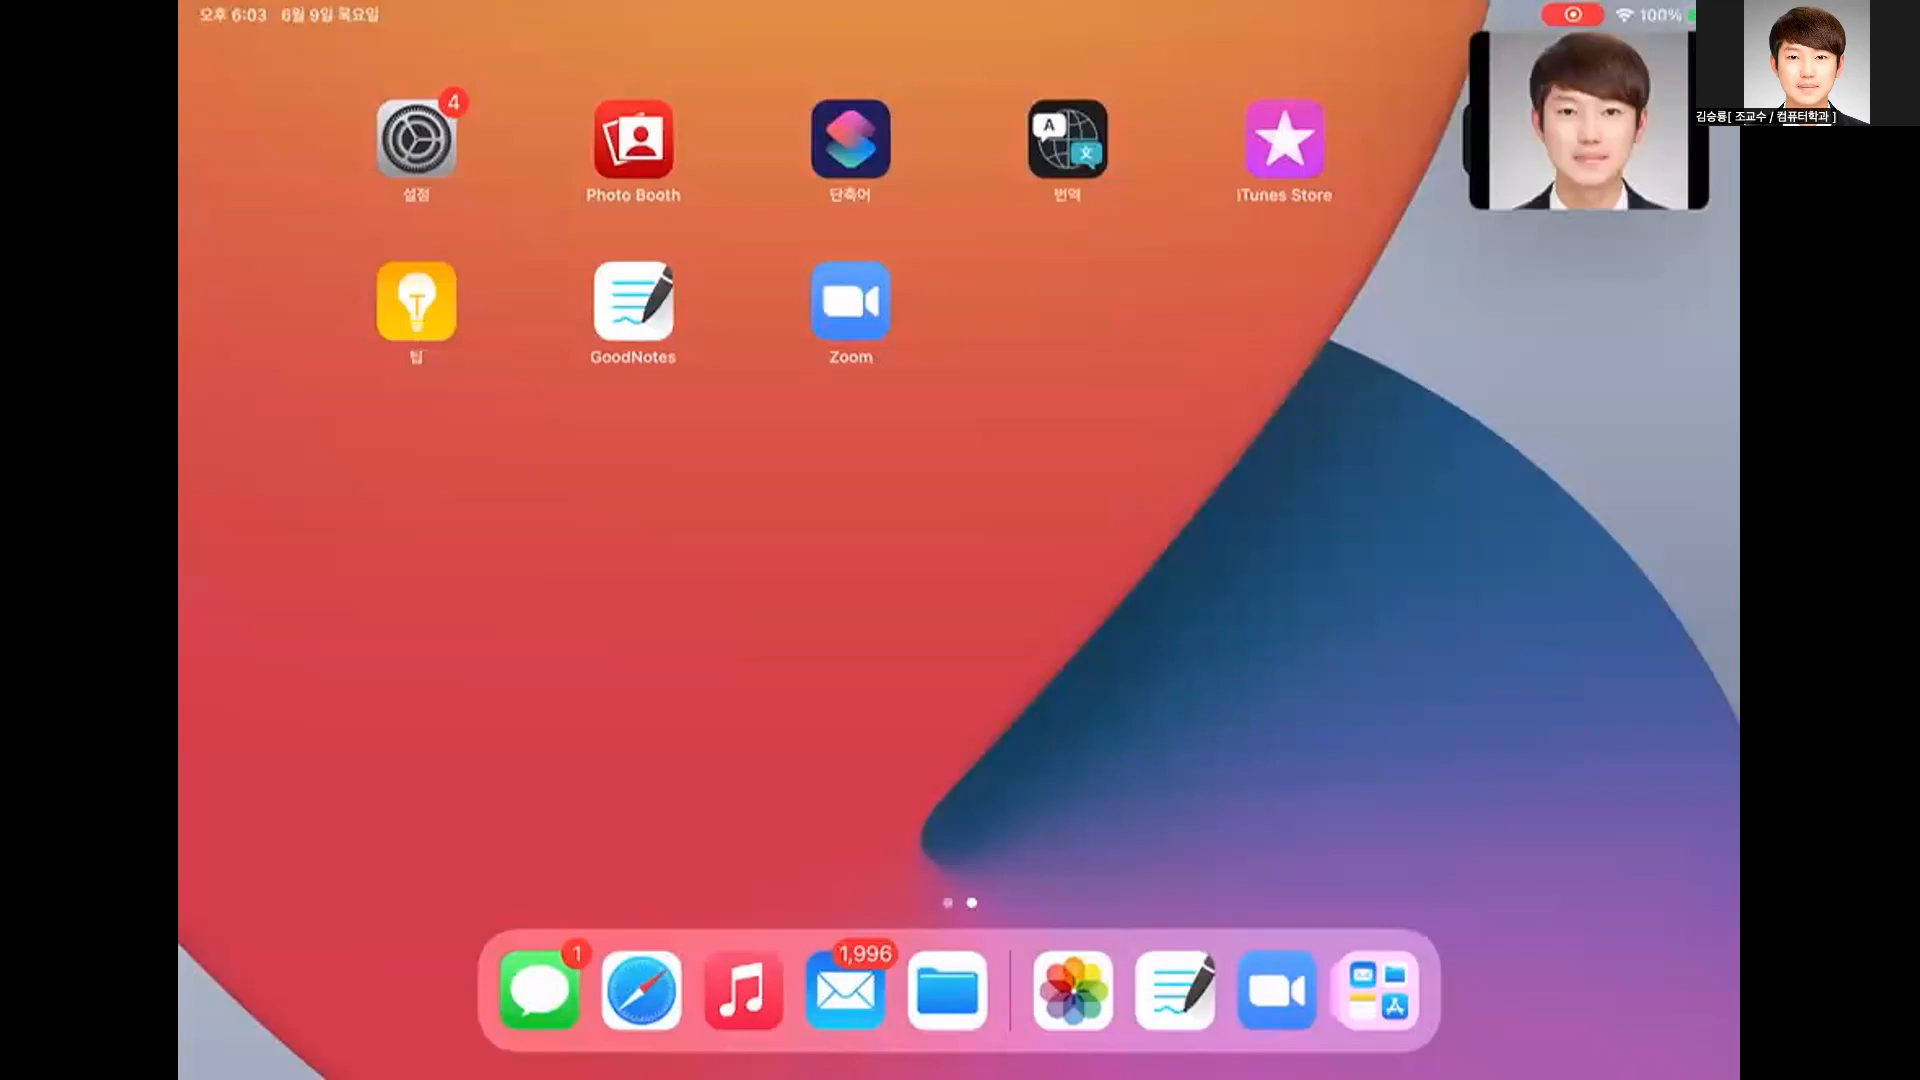 오후 6:03 6월 9일 목요일
100%
김승룡[ 조교수 / 컴퓨터학과 ]
4
설정
Photo Booth
단축어
A
文
번역
iTunes Store
팁
GoodNotes
Zoom
1
1,996